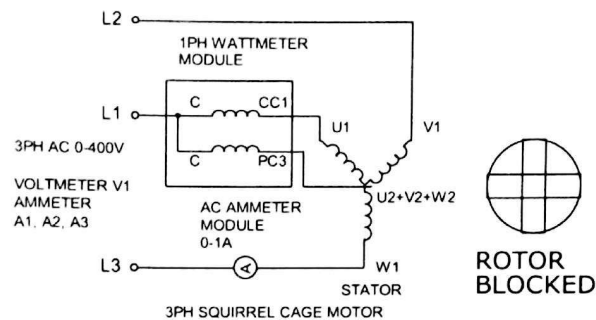 L2
1PH WATTMETER
MODULE
L1
C CC1
U1
V1
3PH AC 0-400V
C PC3
VOLTMETER V1
AMMETER
A1, A2, A3
U2+V2+W2
AC AMMETER
MODULE
0-1A
L3
A
W1
STATOR
3PH SQUIRREL CAGE MOTOR
ROTOR
BLOCKED